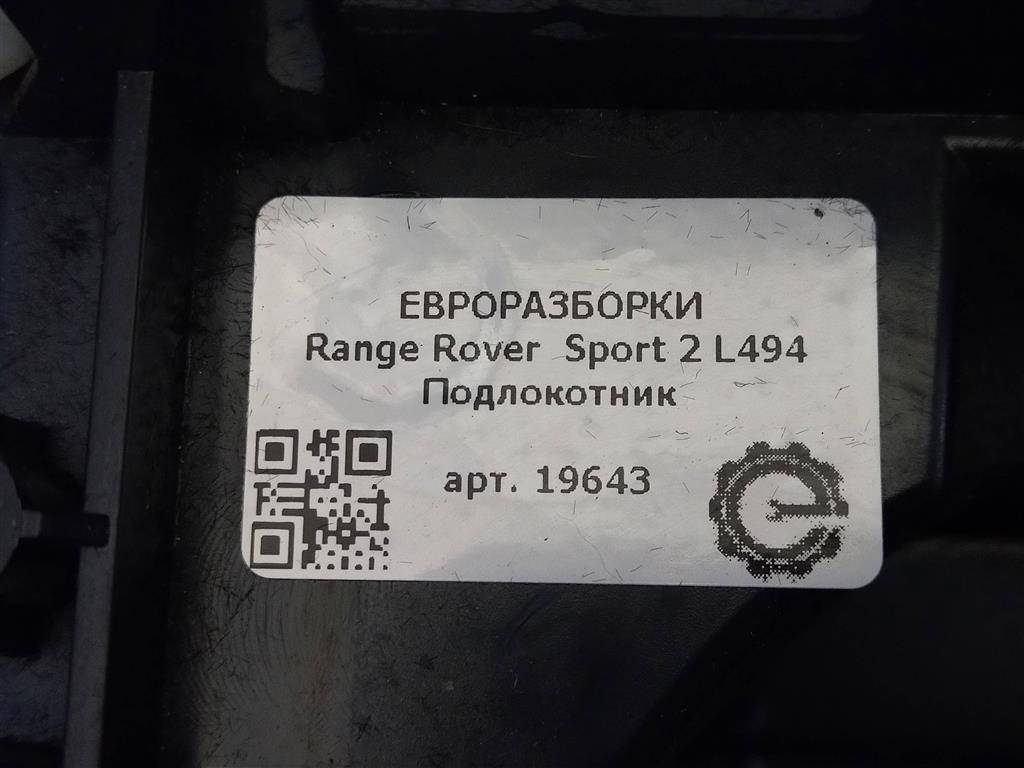 ЕВРОРАЗБОРКИ
Range Rover  Sport 2 L494
Подлокотник
арт. 19643